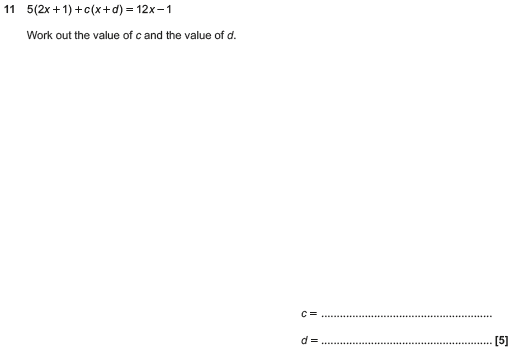 11 5(2x + 1) + c(x + d) = 12x − 1
Work out the value of c and the value of d.
c = ........................................................
d = ........................................................ [5]